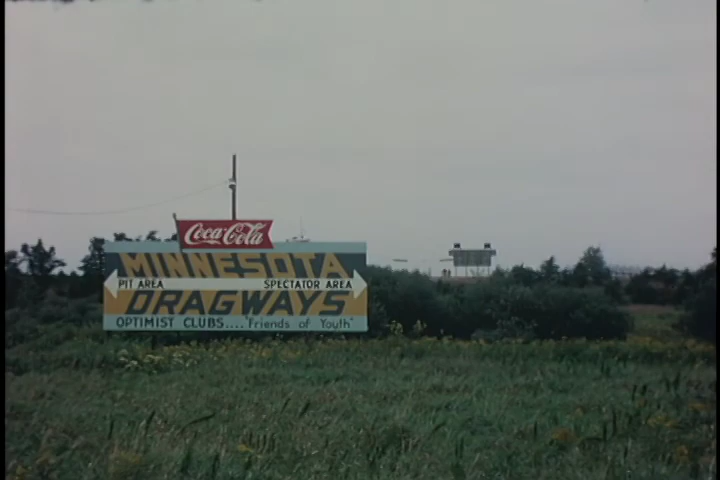 Coca-Cola
MINNESOTA
PIT AREA SPECTATOR AREA
DRAGWAYS
OPTIMIST CLUBS.... "Friends of Youth"